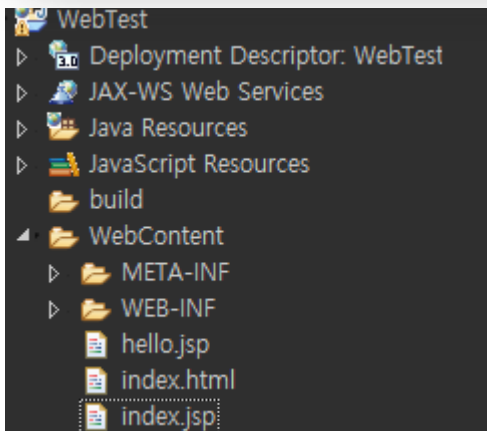 WebTest
Deployment Descriptor: WebTest
JAX-WS Web Services
Java Resources
JavaScript Resources
build
WebContent
META-INF
WEB-INF
hello.jsp
index.html
index.jsp